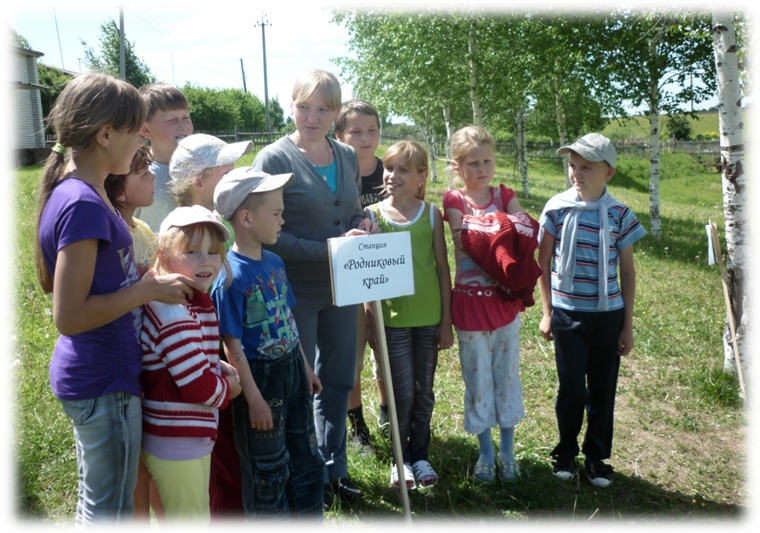 Станция
«Родниковый
край»